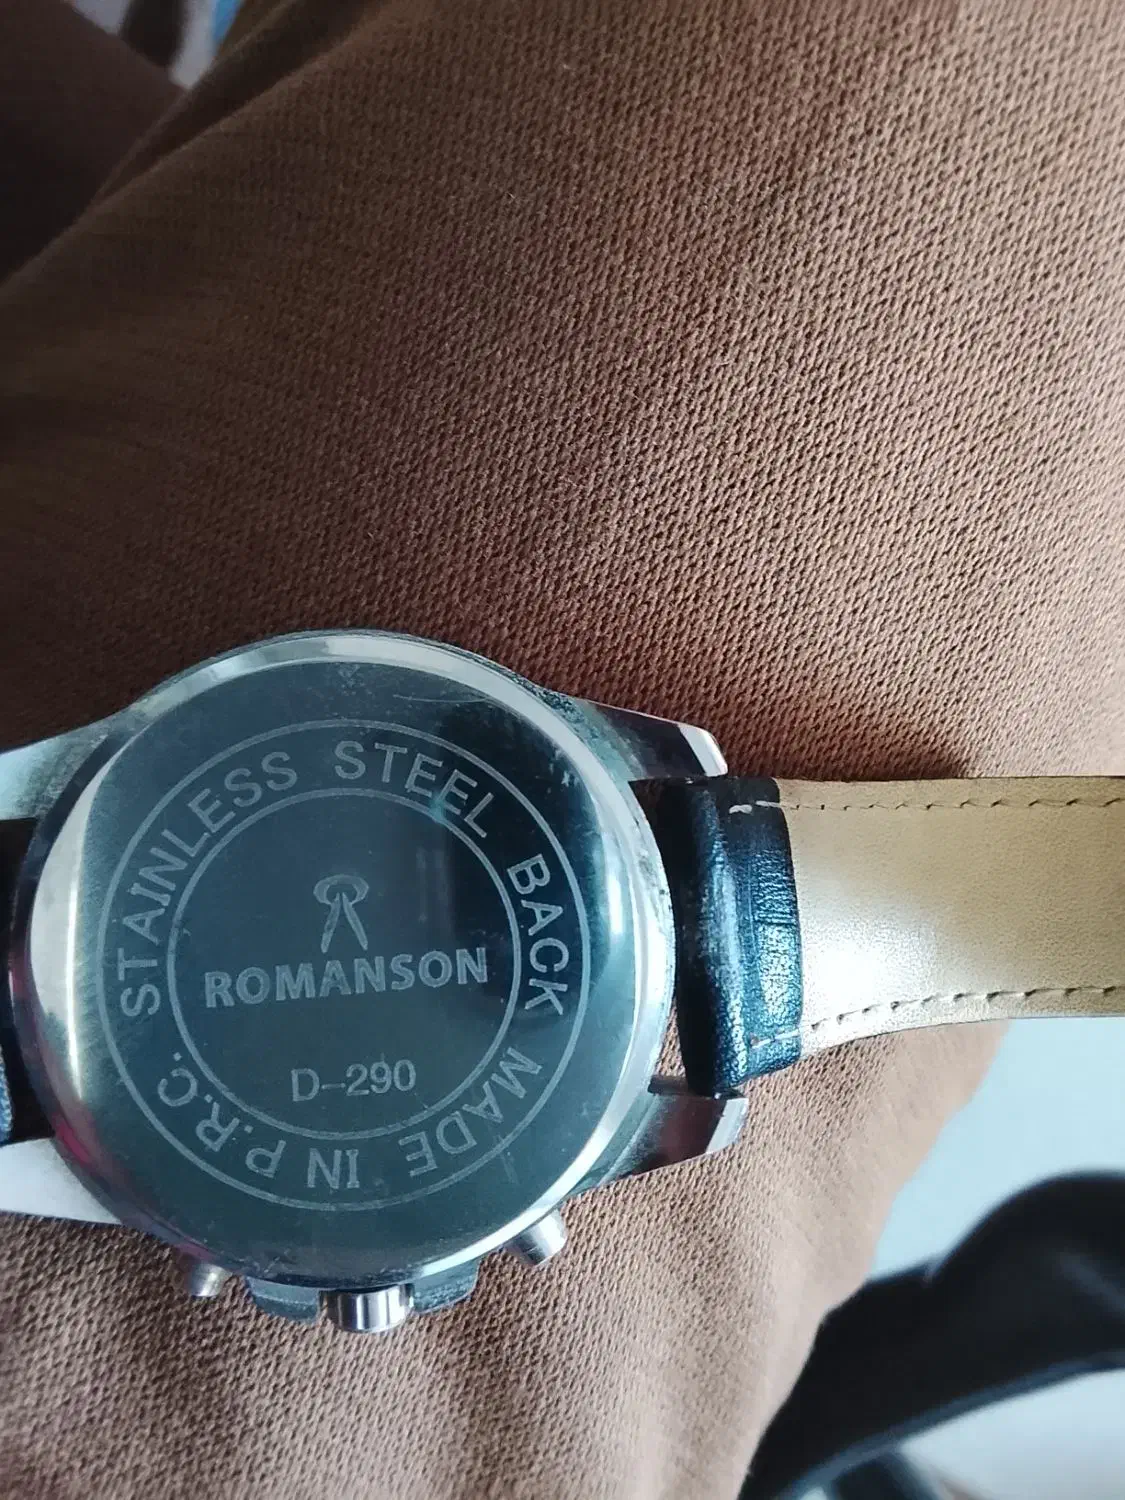 STAINLESS STEEL BACK MADE IN P.R.C.
ROMANSON
D-290